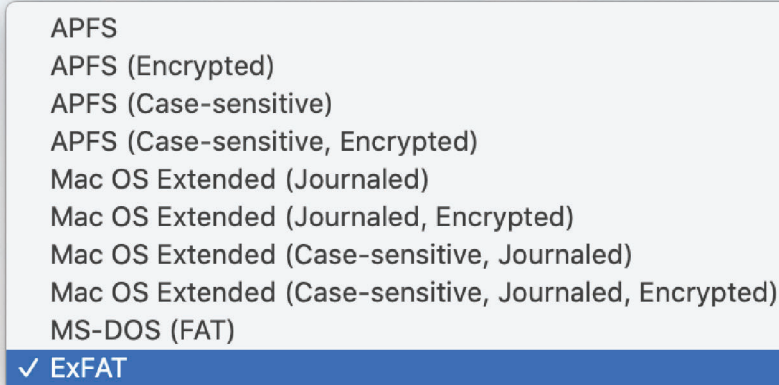 APFS
APFS (Encrypted)
APFS (Case-sensitive)
APFS (Case-sensitive, Encrypted)
Mac OS Extended (Journaled)
Mac OS Extended (Journaled, Encrypted)
Mac OS Extended (Case-sensitive, Journaled)
Mac OS Extended (Case-sensitive, Journaled, Encrypted)
MS-DOS (FAT)
✓ ExFAT